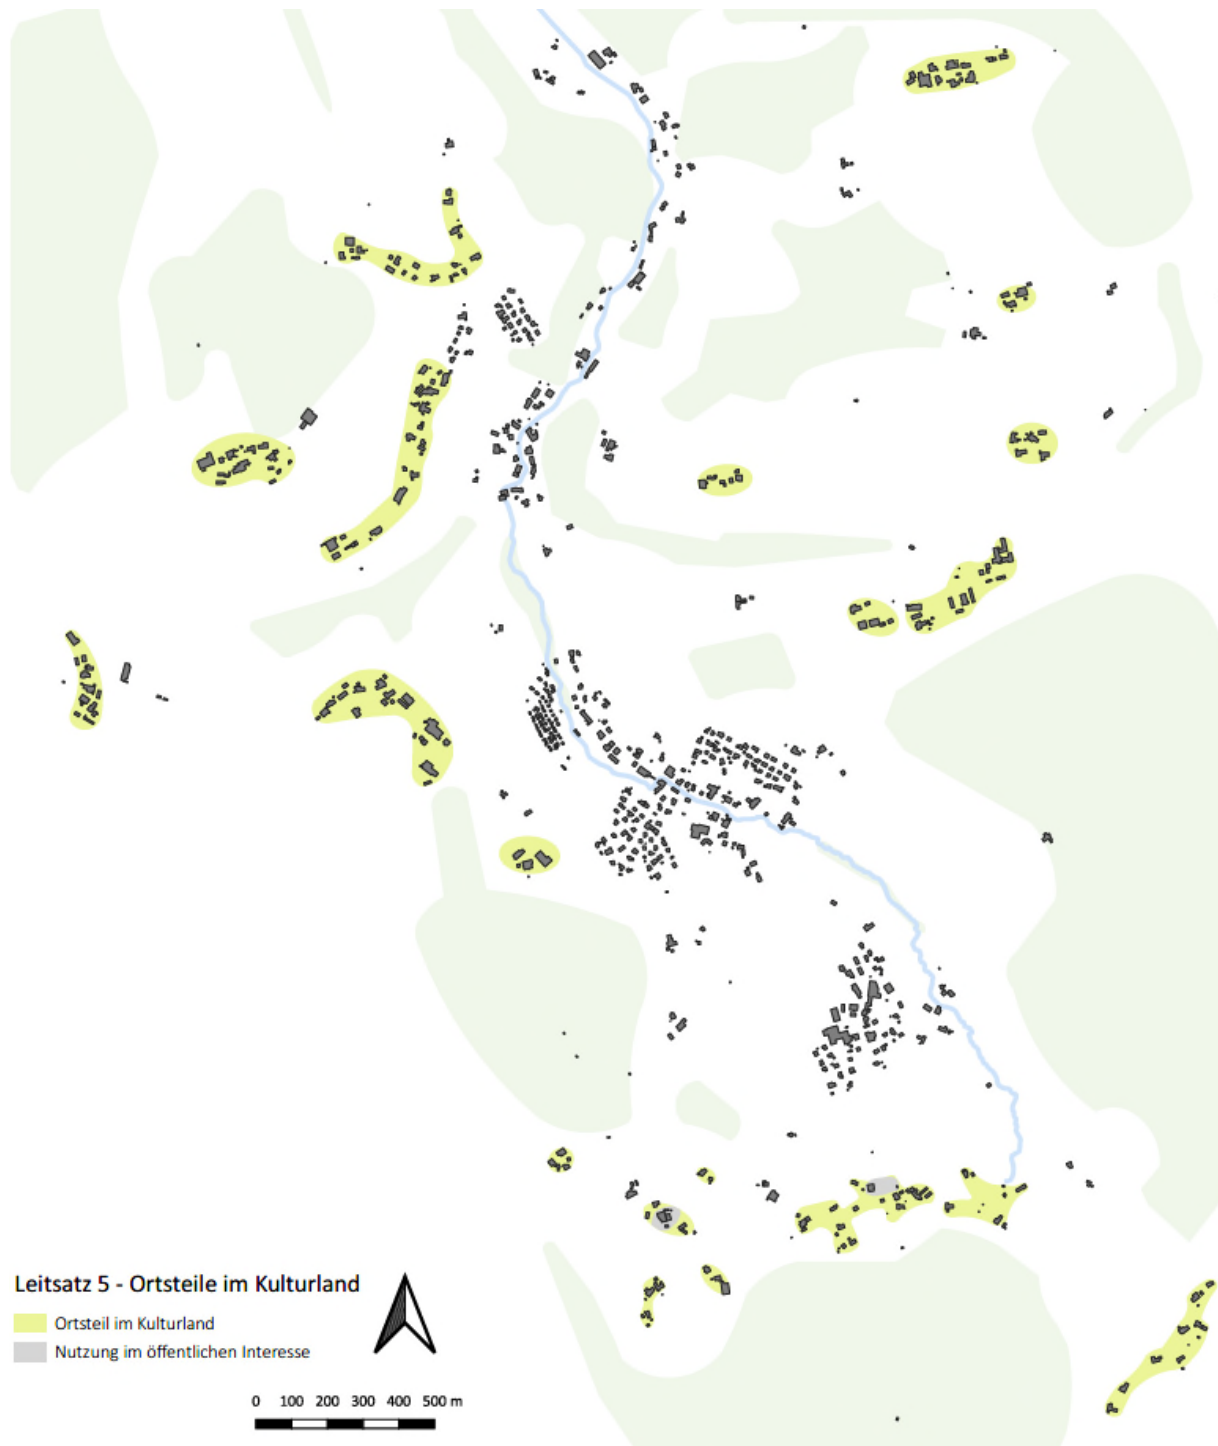 Leitsatz 5 - Ortsteile im Kulturland
Ortsteil im Kulturland
Nutzung im öffentlichen Interesse
0 100 200 300 400 500 m